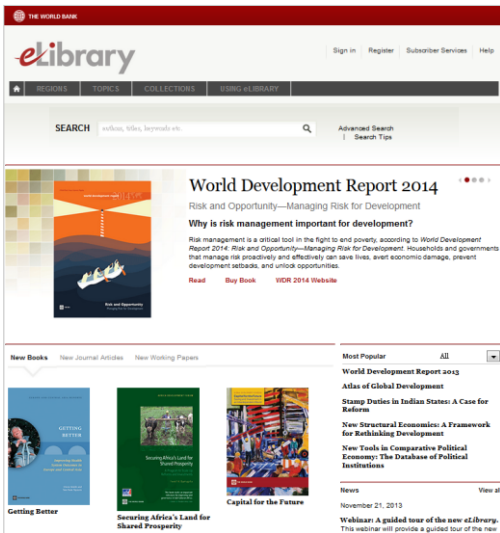 THE WORLD BANK
eLibrary
Sign in Register Subscriber Services Help
REGIONS TOPICS COLLECTIONS USING eLIBRARY
SEARCH authors, titles, keywords etc.
Advanced Search
| Search Tips
World Development Report 2014
Risk and Opportunity—Managing Risk for Development
Why is risk management important for development?
Risk management is a critical tool in the fight to end poverty, according to World Development
Report 2014: Risk and Opportunity—Managing Risk for Development. Households and governments
that manage risk proactively and effectively can save lives, avert economic damage, prevent
development setbacks, and unlock opportunities.
Read Buy Book WDR 2014 Website
Risk and Opportunity
New Books New Journal Articles New Working Papers
GETTING
BETTER
Getting Better
Securing Africa's Land for
Shared Prosperity
Securing Africa's Land for
Shared Prosperity
Capital for the Future
Capital for the Future
Most Popular All
World Development Report 2013
Atlas of Global Development
Stamp Duties in Indian States: A Case for
Reform
New Structural Economics: A Framework
for Rethinking Development
New Tools in Comparative Political
Economy: The Database of Political
Institutions
News View al
November 21, 2013
Webinar: A guided tour of the new eLibrary.
This webinar will provide a guided tour of the new